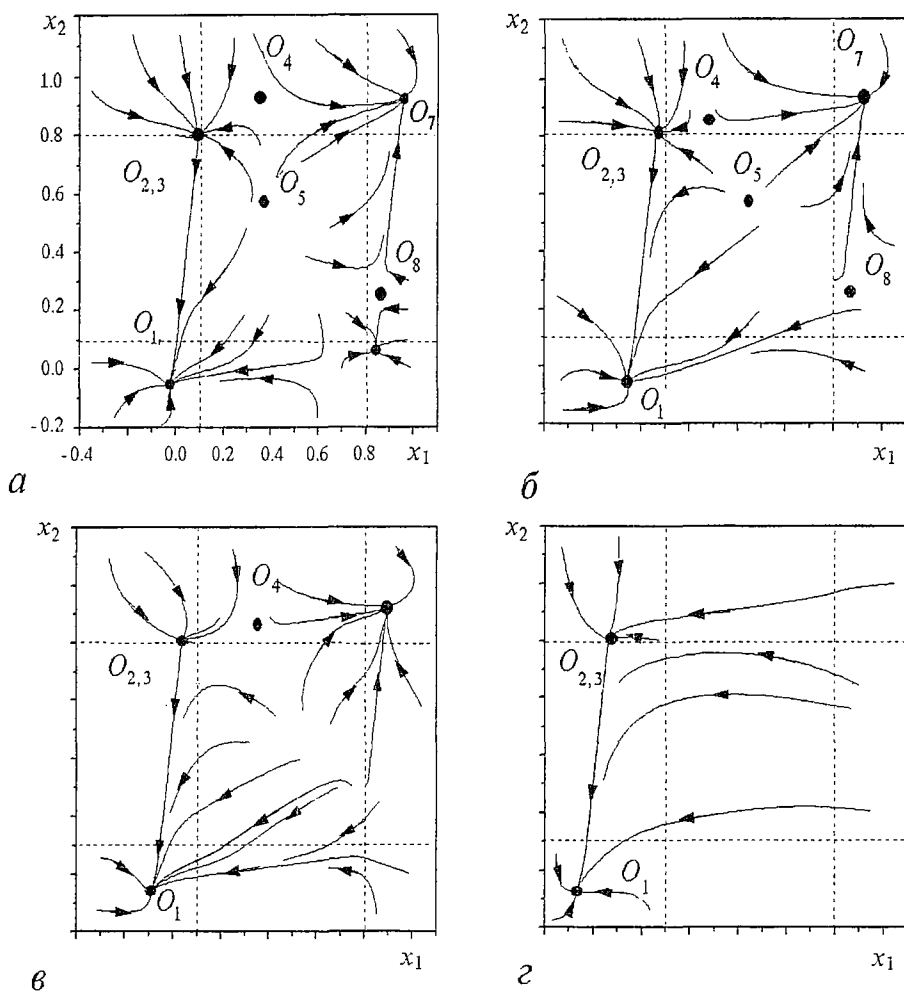 x₂
1.0
0.8
0.6
0.4
0.2
0.0
-0.2
-0.4
0.0
0.2
0.4
0.6
0.8
x₁
O₄
O₇
O₂,₃
O₅
O₈
O₁
а
x₂
O₇
O₄
O₂,₃
O₅
O₈
O₁
x₁
б
x₂
O₄
O₂,₃
O₁
x₁
в
x₂
O₂,₃
O₁
x₁
г